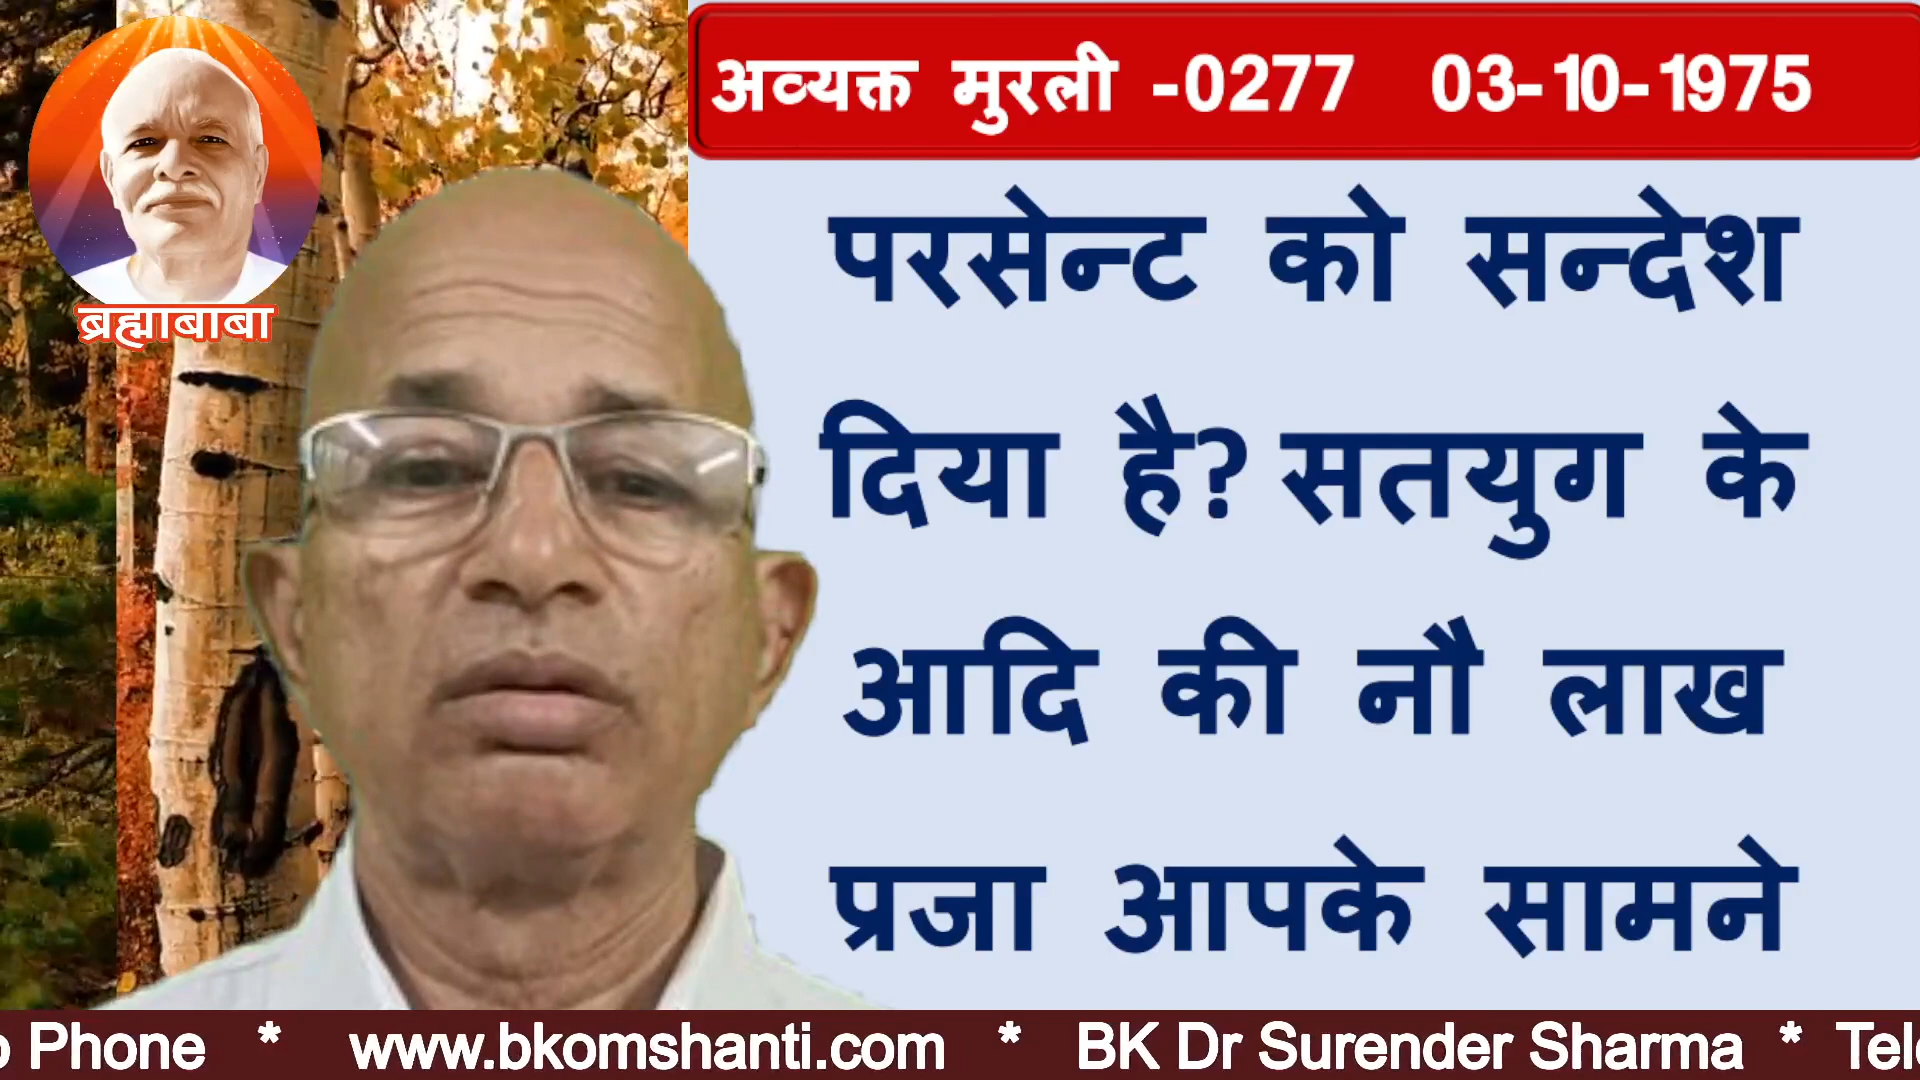 अव्यक्त मुरली -0277 03-10-1975
ब्रह्माबाबा
परसेन्ट को सन्देश
दिया है? सतयुग के
आदि की नौ लाख
प्रजा आपके सामने
Phone * www.bkomshanti.com * BK Dr Surender Sharma *